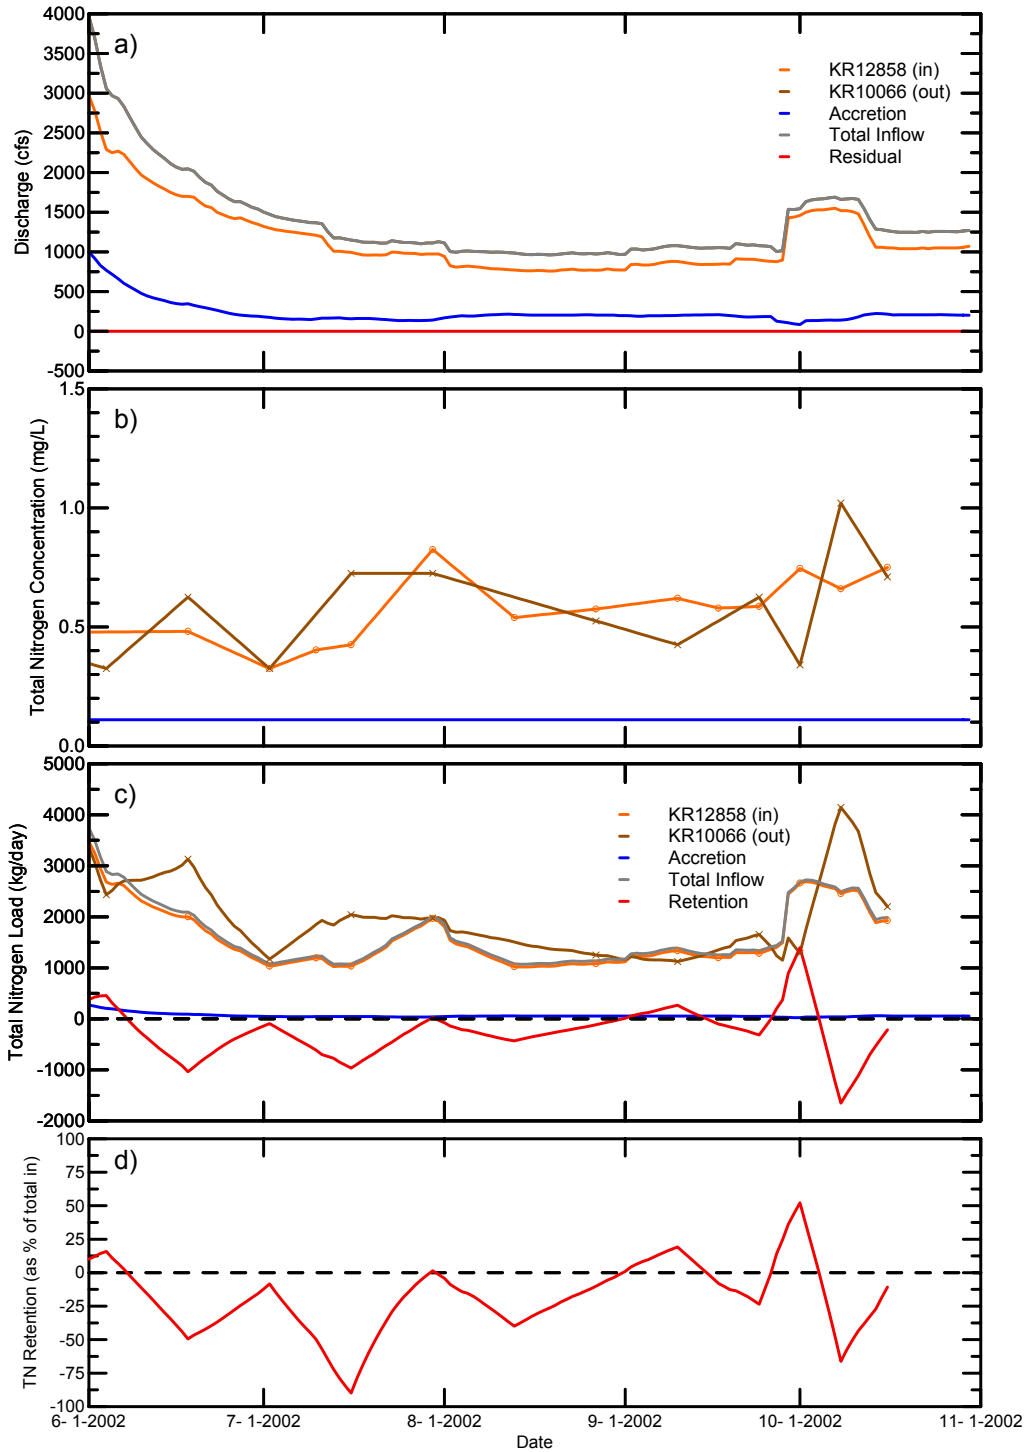 a)
4000
3500
3000
2500
2000
1500
1000
500
0
-500
Discharge (cfs)
KR12858 (in)
KR10066 (out)
Accretion
Total Inflow
Residual
b)
1.5
1.0
0.5
0.0
Total Nitrogen Concentration (mg/L)
c)
5000
4000
3000
2000
1000
0
-1000
-2000
Total Nitrogen Load (kg/day)
KR12858 (in)
KR10066 (out)
Accretion
Total Inflow
Retention
d)
100
75
50
25
0
-25
-50
-75
-100
TN Retention (as % of total in)
6- 1-2002 7- 1-2002 8- 1-2002 9- 1-2002 10- 1-2002 11- 1-2002
Date